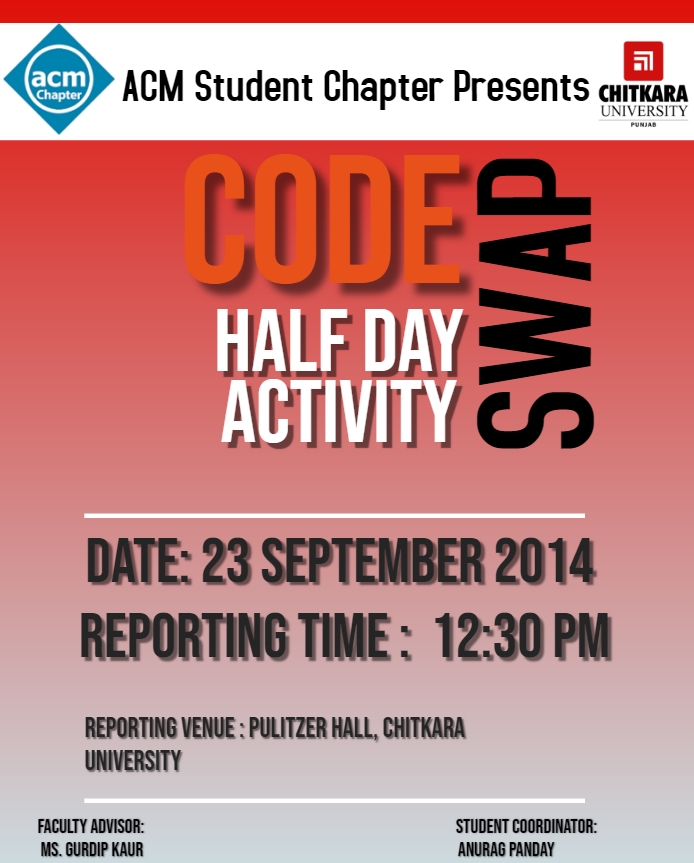 acm
Chapter
ACM Student Chapter Presents
CHITKARA
UNIVERSITY
PUNJAB
CODE
SWAP
HALF DAY
ACTIVITY
DATE: 23 SEPTEMBER 2014
REPORTING TIME : 12:30 PM
REPORTING VENUE : PULITZER HALL, CHITKARA
UNIVERSITY
FACULTY ADVISOR:
MS. GURDIP KAUR
STUDENT COORDINATOR:
ANURAG PANDAY